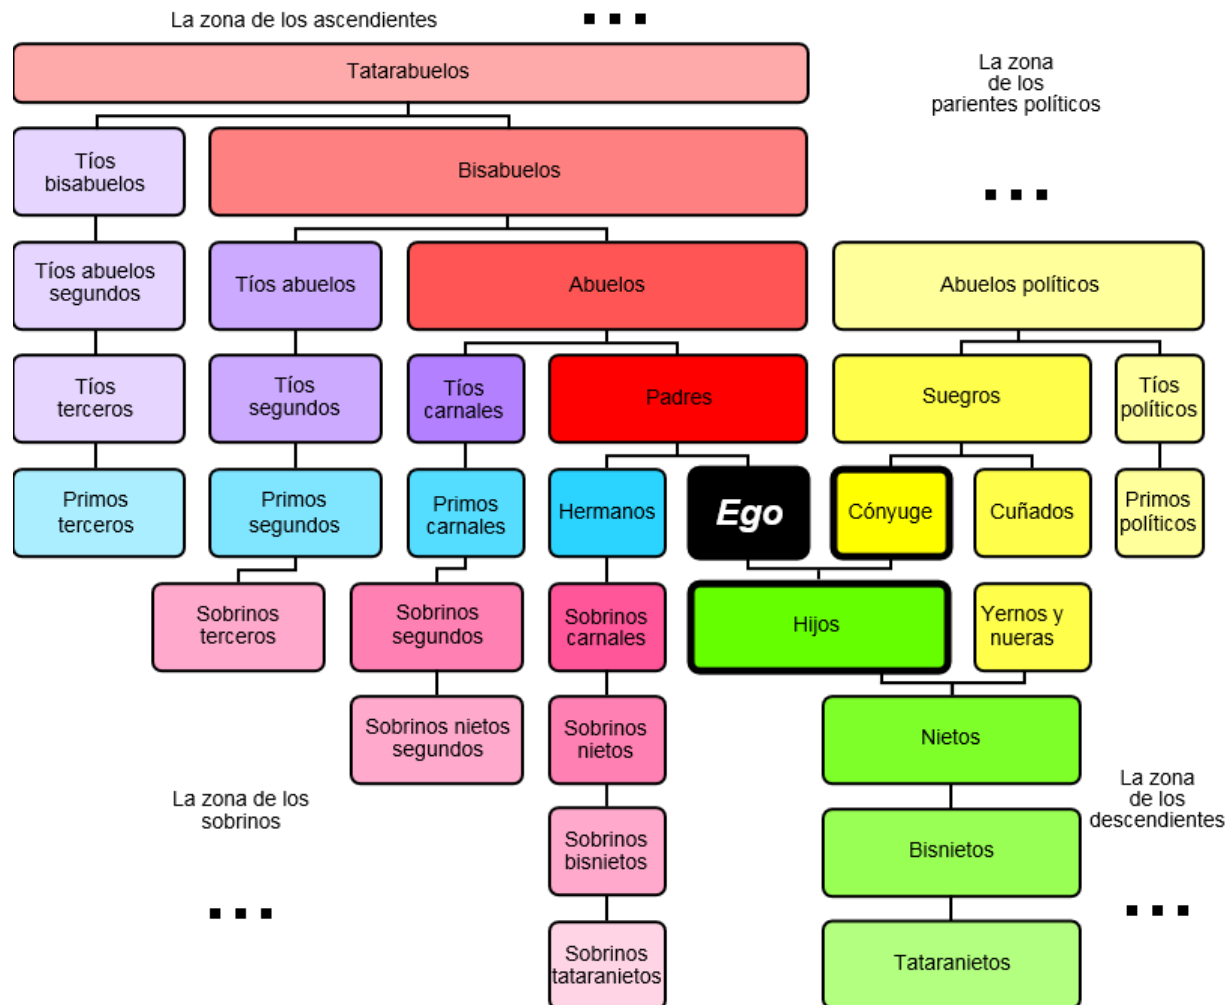 La zona de los ascendientes
Tatarabuelos
La zona
de los
parientes políticos
Tíos
bisabuelos
Bisabuelos
Tíos abuelos
segundos
Tíos abuelos
Abuelos
Abuelos políticos
Tíos
terceros
Tíos
segundos
Tíos
carnales
Padres
Suegros
Tíos
políticos
Primos
terceros
Primos
segundos
Primos
carnales
Hermanos
Ego
Cónyuge
Cuñados
Primos
políticos
Sobrinos
terceros
Sobrinos
segundos
Sobrinos
carnales
Hijos
Yernos y
nueras
Sobrinos nietos
segundos
Sobrinos
nietos
Nietos
La zona de los
sobrinos
La zona
de los
descendientes
Sobrinos
bisnietos
Bisnietos
Sobrinos
tataranietos
Tataranietos